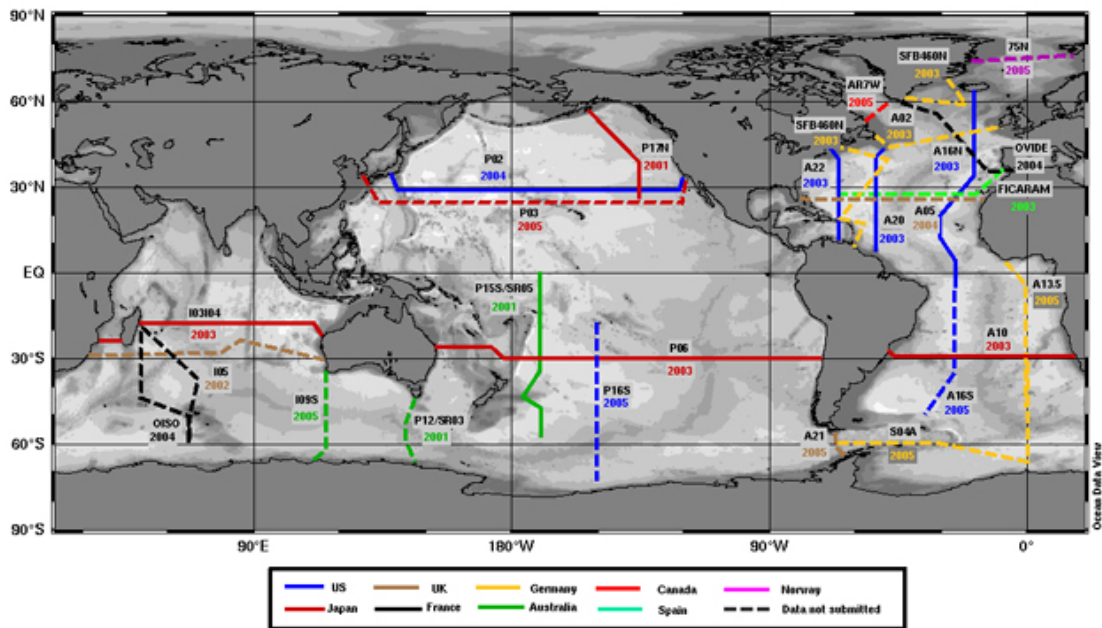 90°N
75N
2005
SFB460N
2003
AR7W
2005
60°N
A02
2003
SFB460N
2003
P17N
2001
P02
2004
A22
2003
A16N
2003
OVIDE
2004
30°N
FICARAM
2003
P03
2005
A05
2004
A20
2003
EQ
P15S/SR05
2001
A13.5
2005
I03I04
2003
P06
2003
A10
2003
30°S
I05
2002
P16S
2005
I09S
2005
A16S
2005
OISO
2004
P12/SR03
2001
A21
2005
S04A
2005
60°S
90°S
90°E
180°W
90°W
0°
Ocean Data View
US
UK
Germany
Canada
Norway
Japan
France
Australia
Spain
Data not submitted